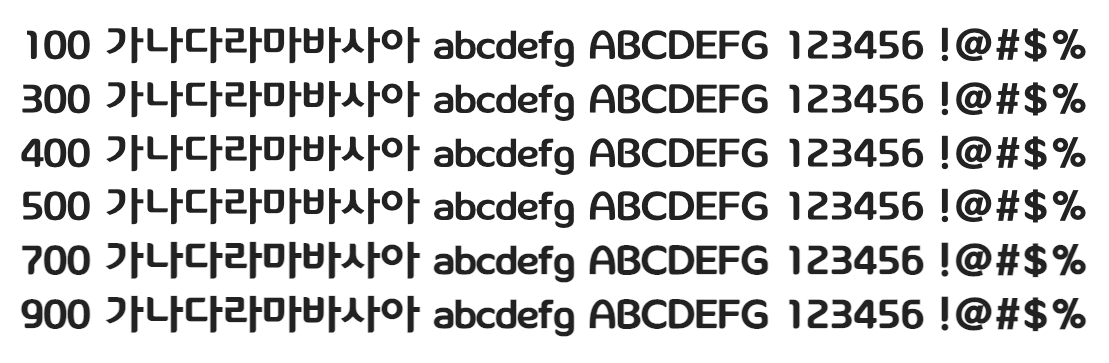 100 가나다라마바사아 abcdefg ABCDEFG 123456 !@#$%
300 가나다라마바사아 abcdefg ABCDEFG 123456 !@#$%
400 가나다라마바사아 abcdefg ABCDEFG 123456 !@#$%
500 가나다라마바사아 abcdefg ABCDEFG 123456 !@#$%
700 가나다라마바사아 abcdefg ABCDEFG 123456 !@#$%
900 가나다라마바사아 abcdefg ABCDEFG 123456 !@#$%